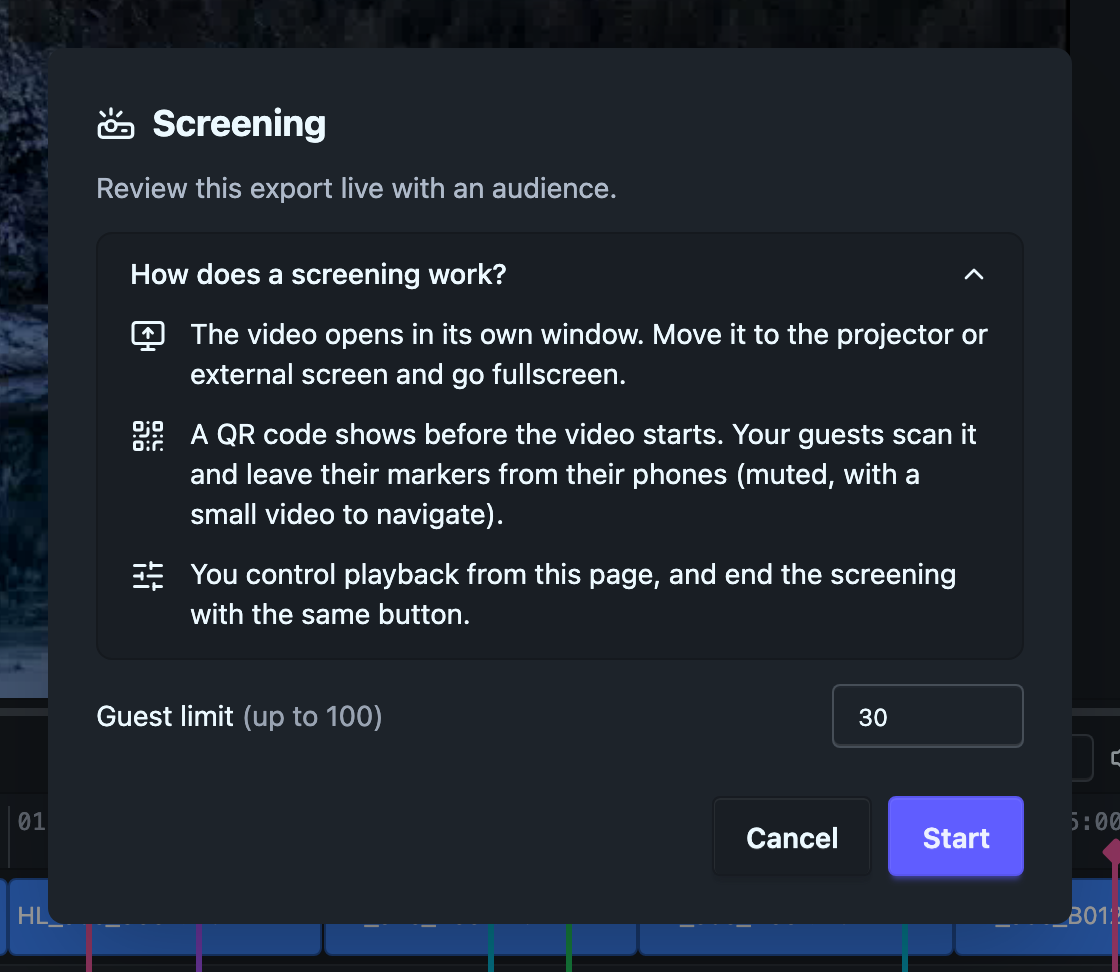 Screening
Review this export live with an audience.
How does a screening work?
The video opens in its own window. Move it to the projector or
external screen and go fullscreen.
A QR code shows before the video starts. Your guests scan it
and leave their markers from their phones (muted, with a
small video to navigate).
You control playback from this page, and end the screening
with the same button.
Guest limit (up to 100)
30
Cancel
Start
01
5:00
HL_